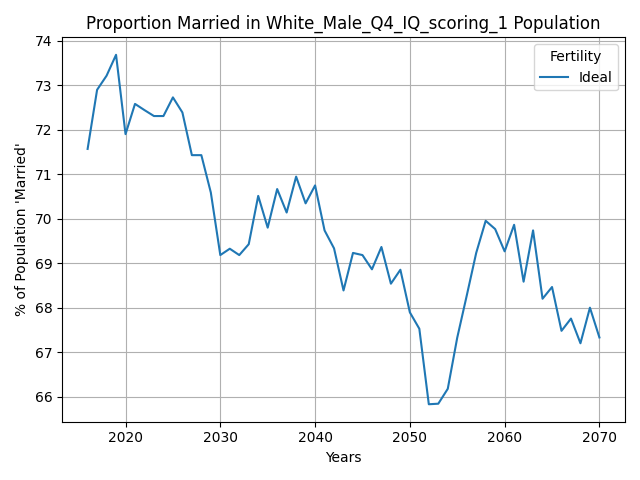 Proportion Married in White_Male_Q4_IQ_scoring_1 Population
% of Population 'Married'
74
73
72
71
70
69
68
67
66
Fertility
Ideal
2020 2030 2040 2050 2060 2070
Years